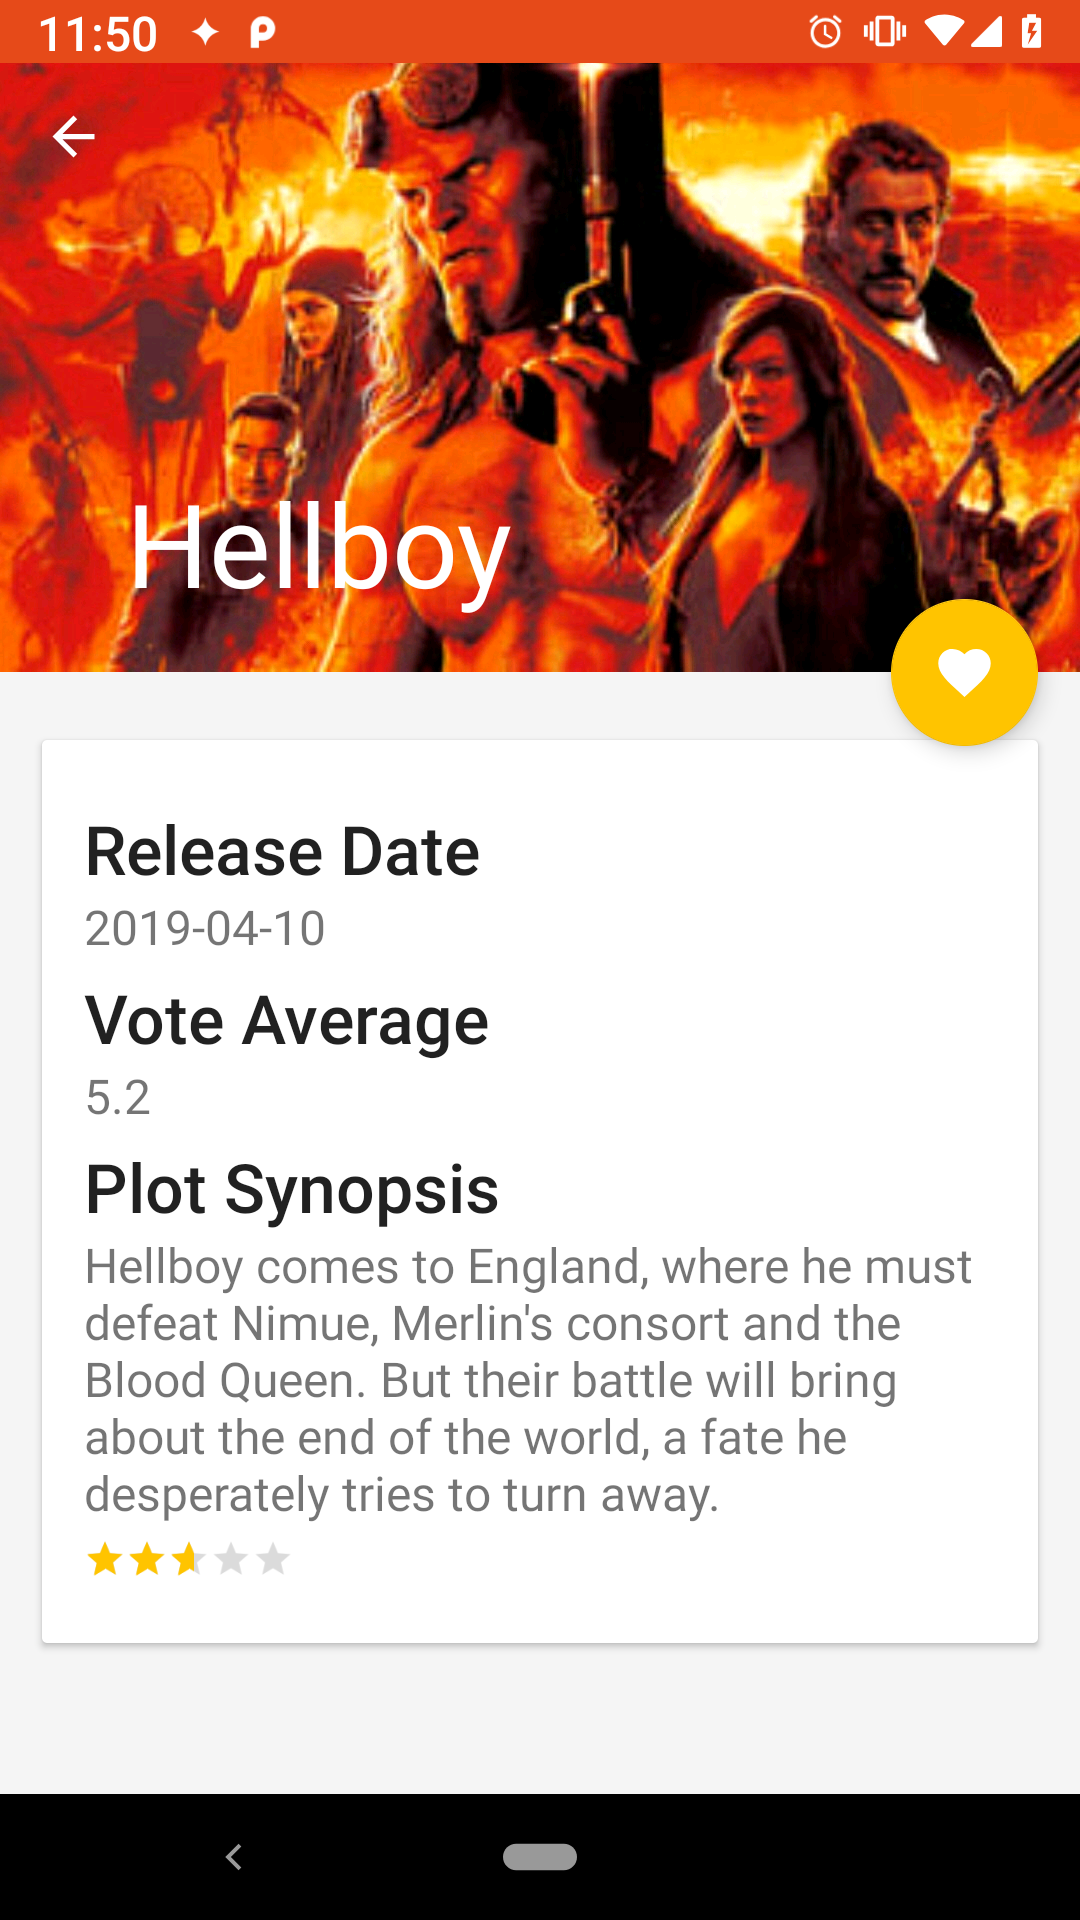 11:50
Hellboy
Release Date
2019-04-10
Vote Average
5.2
Plot Synopsis
Hellboy comes to England, where he must
defeat Nimue, Merlin's consort and the
Blood Queen. But their battle will bring
about the end of the world, a fate he
desperately tries to turn away.